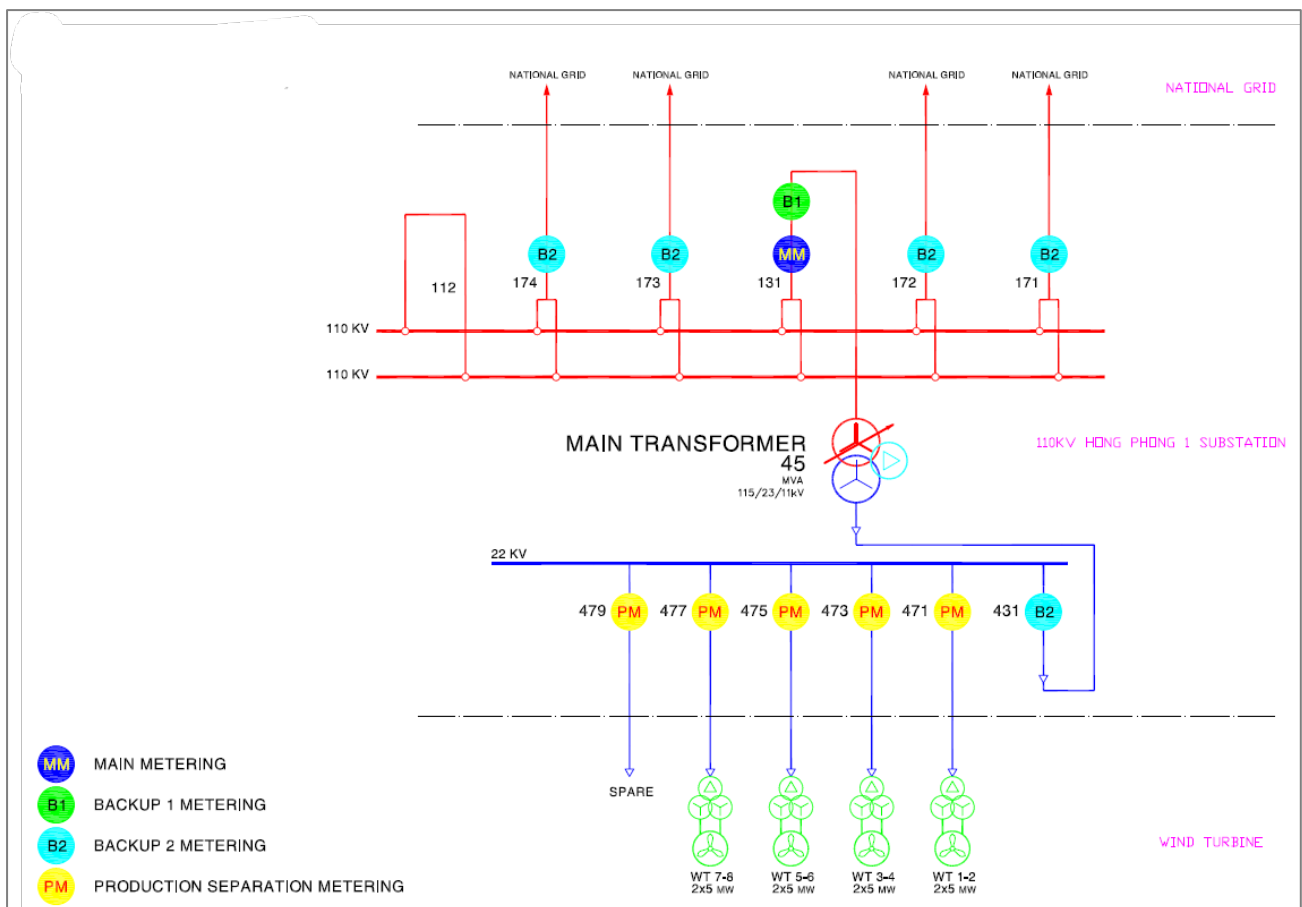 NATIONAL GRID
NATIONAL GRID
NATIONAL GRID
NATIONAL GRID
NATIONAL GRID
B1
B2
B2
MM
B2
B2
174
173
131
172
171
112
110 KV
110 KV
MAIN TRANSFORMER
45
MVA
115/23/11kV
110KV HONG PHONG 1 SUBSTATION
22 KV
479
PM
477
PM
475
PM
473
PM
471
PM
431
B2
MM MAIN METERING
B1 BACKUP 1 METERING
B2 BACKUP 2 METERING
PM PRODUCTION SEPARATION METERING
SPARE
WT 7-8
2x5 MW
WT 5-6
2x5 MW
WT 3-4
2x5 MW
WT 1-2
2x5 MW
WIND TURBINE